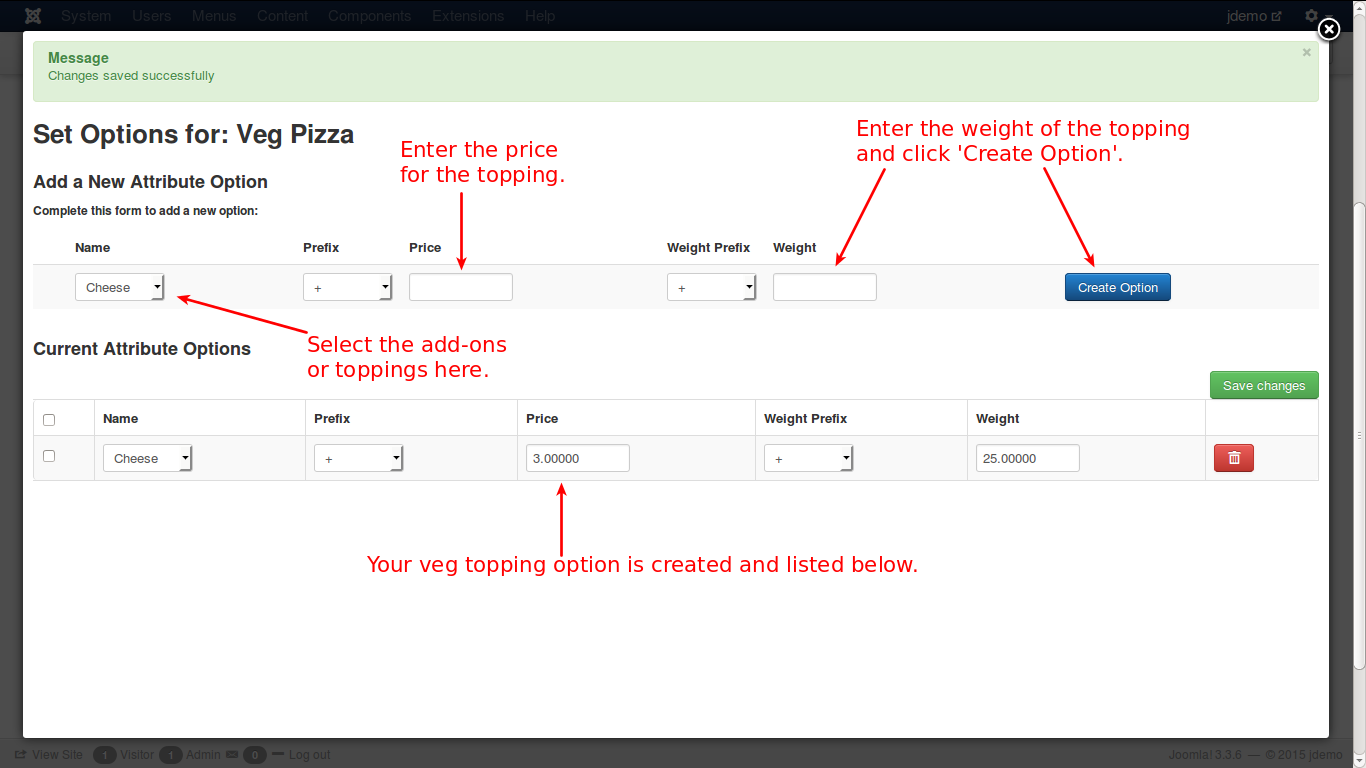 System Users Menus Content Components Extensions Help jdemo
Message ×
Changes saved successfully
Set Options for: Veg Pizza
Enter the price
for the topping.
Enter the weight of the topping
and click 'Create Option'.
Add a New Attribute Option
Complete this form to add a new option:
Name Prefix Price Weight Prefix Weight
Cheese + + Create Option
Select the add-ons
or toppings here.
Current Attribute Options
Save changes
Name Prefix Price Weight Prefix Weight
Cheese + 3.00000 + 25.00000
Your veg topping option is created and listed below.
View Site 1 Visitor 1 Admin 0 Log out Joomla! 3.3.6 — © 2015 jdemo